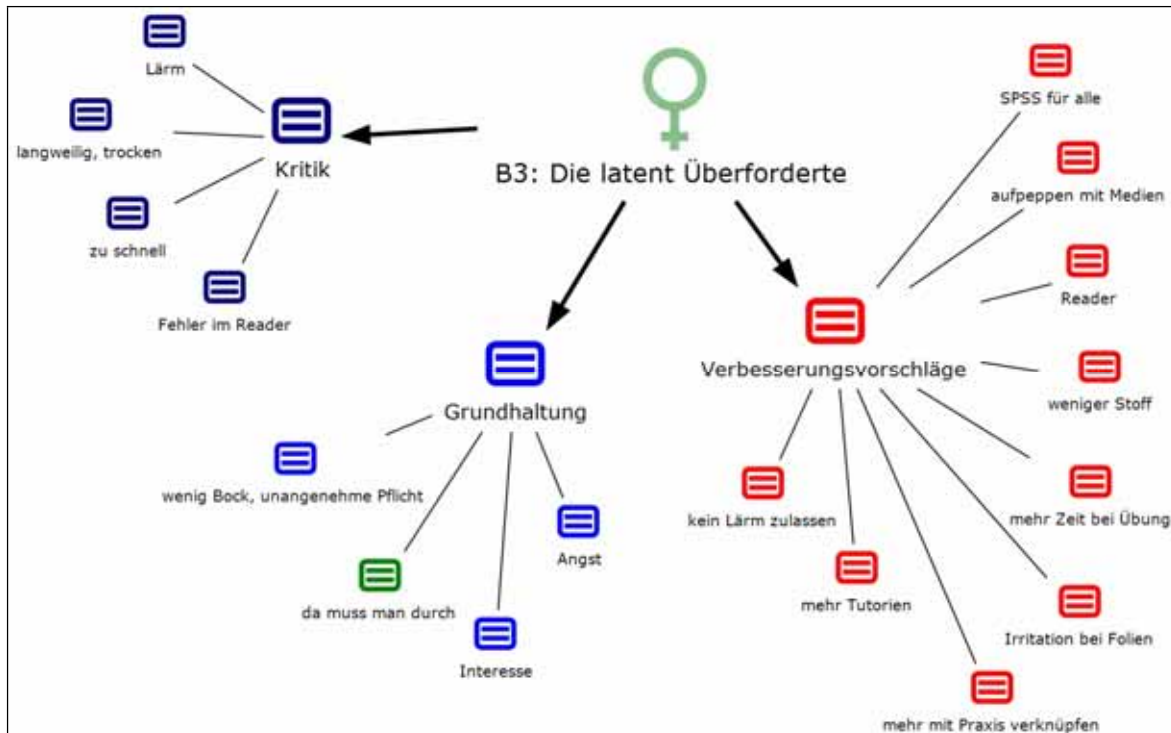 Lärm
langweilig, trocken
zu schnell
Fehler im Reader
Kritik
B3: Die latent Überforderte
Grundhaltung
wenig Bock, unangenehme Pflicht
da muss man durch
Interesse
Angst
Verbesserungsvorschläge
SPSS für alle
aufpeppen mit Medien
Reader
weniger Stoff
mehr Zeit bei Übung
Irritation bei Folien
mehr mit Praxis verknüpfen
mehr Tutorien
kein Lärm zulassen